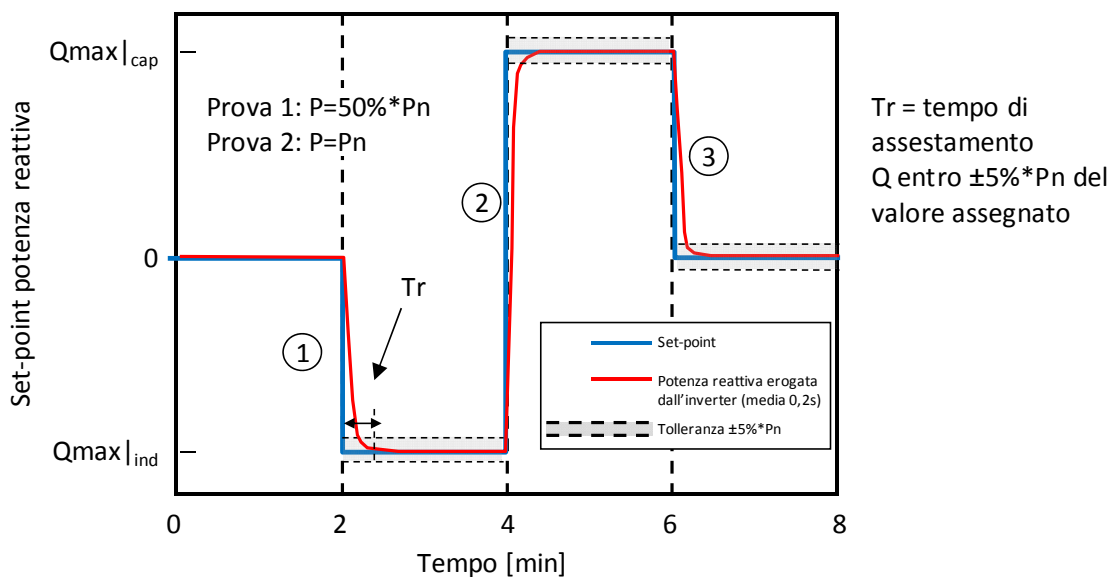 Set-point potenza reattiva
Qmax|cap
0
Qmax|ind
Prova 1: P=50%*Pn
Prova 2: P=Pn
1
2
3
Tr
Set-point
Potenza reattiva erogata
dall'inverter (media 0,2s)
Tolleranza ±5%*Pn
0
2
4
6
8
Tempo [min]
Tr = tempo di
assestamento
Q entro ±5%*Pn del
valore assegnato